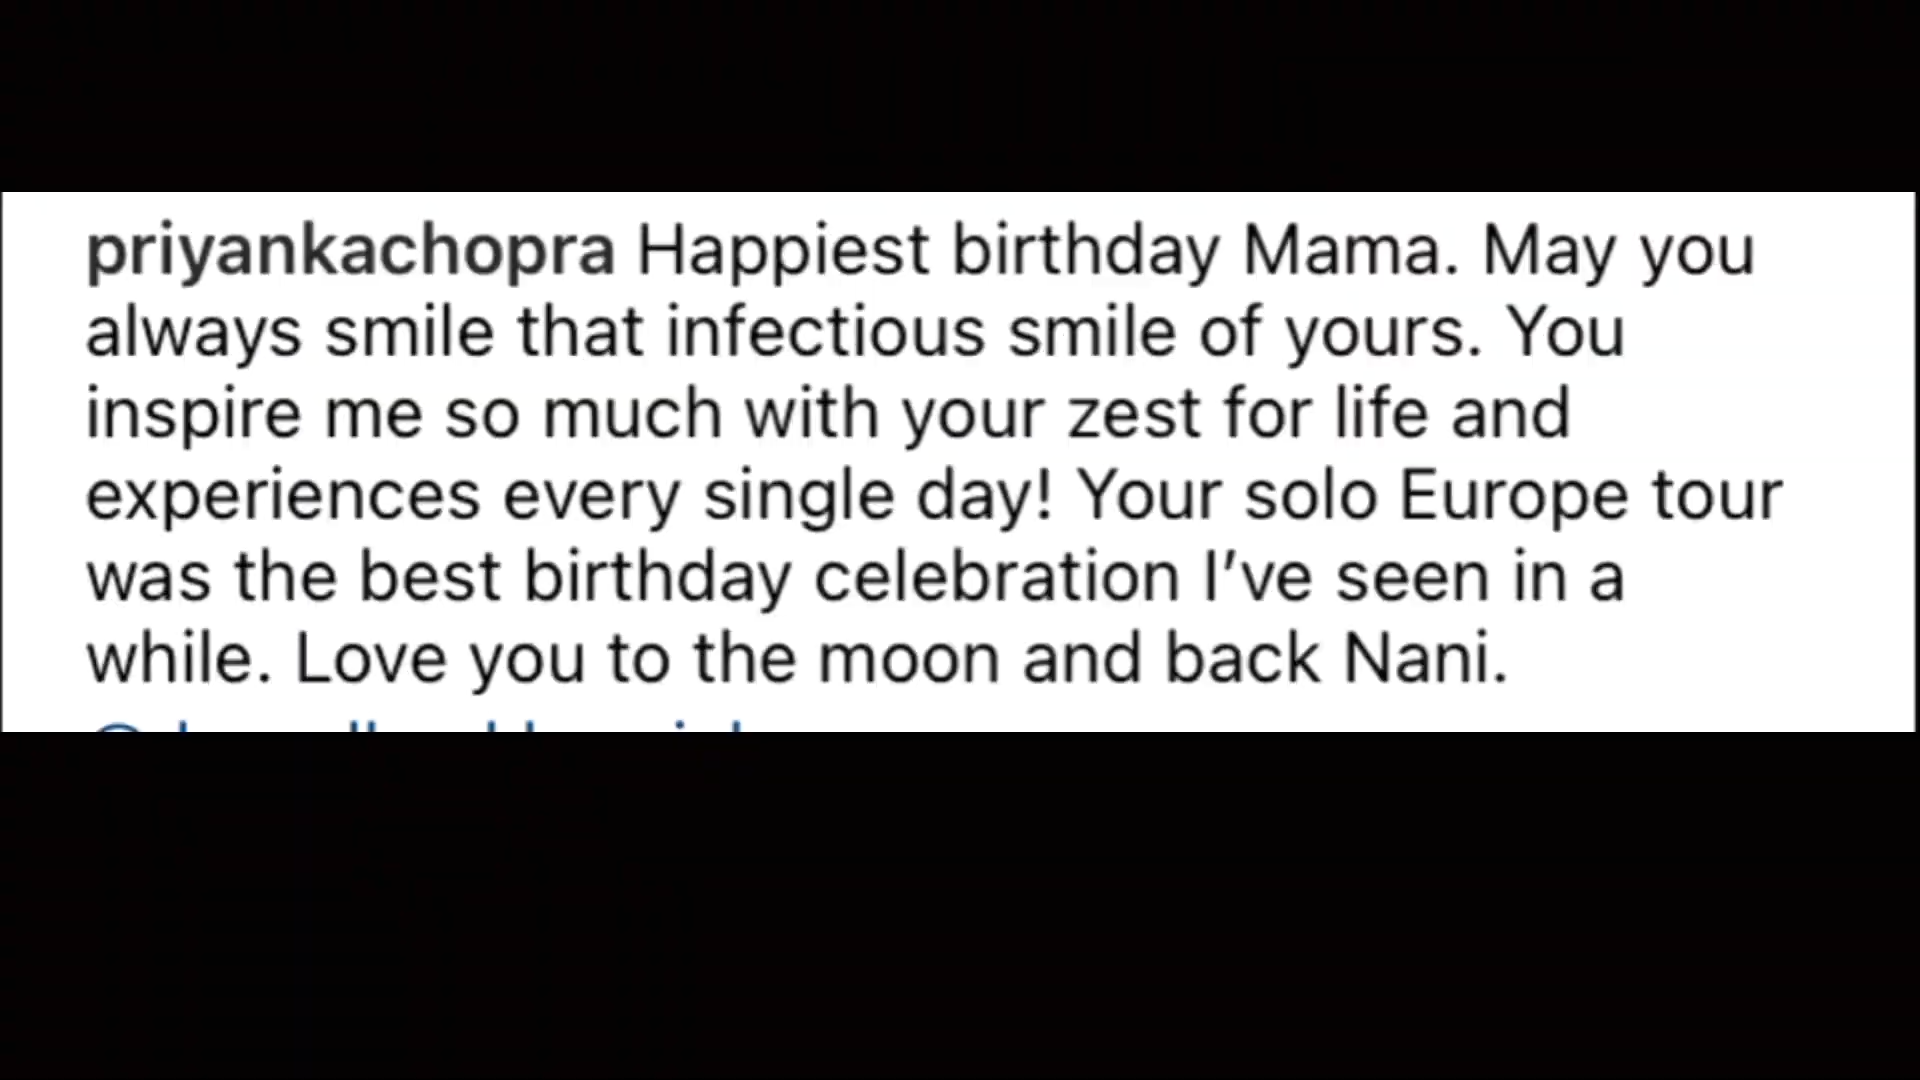 priyankachopra Happiest birthday Mama. May you
always smile that infectious smile of yours. You
inspire me so much with your zest for life and
experiences every single day! Your solo Europe tour
was the best birthday celebration I’ve seen in a
while. Love you to the moon and back Nani.